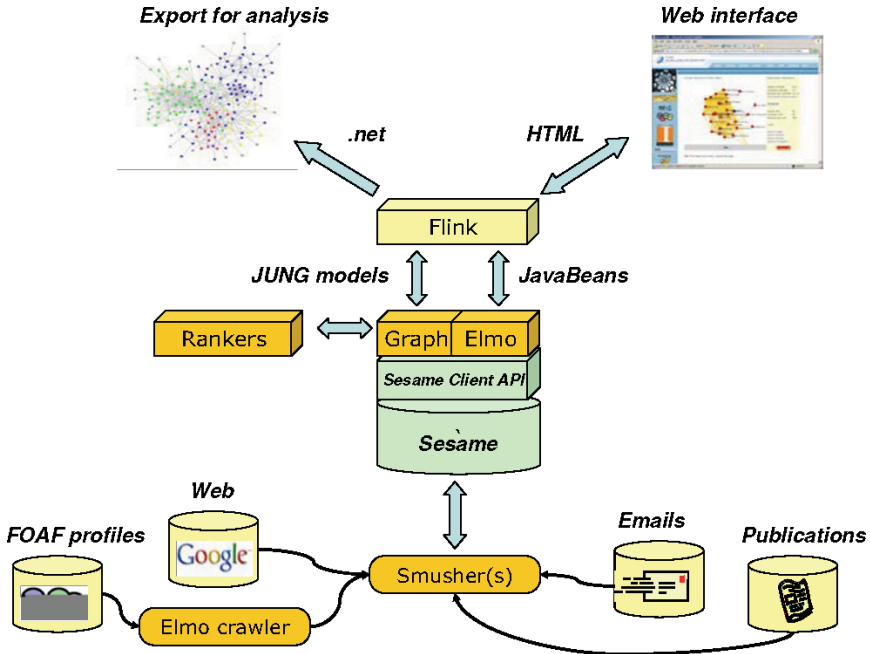 Export for analysis
Web interface
.net
HTML
Flink
JUNG models
JavaBeans
Rankers
Graph
Elmo
Sesame Client API
Sesame
Web
FOAF profiles
Google
Emails
Publications
Smusher(s)
Elmo crawler